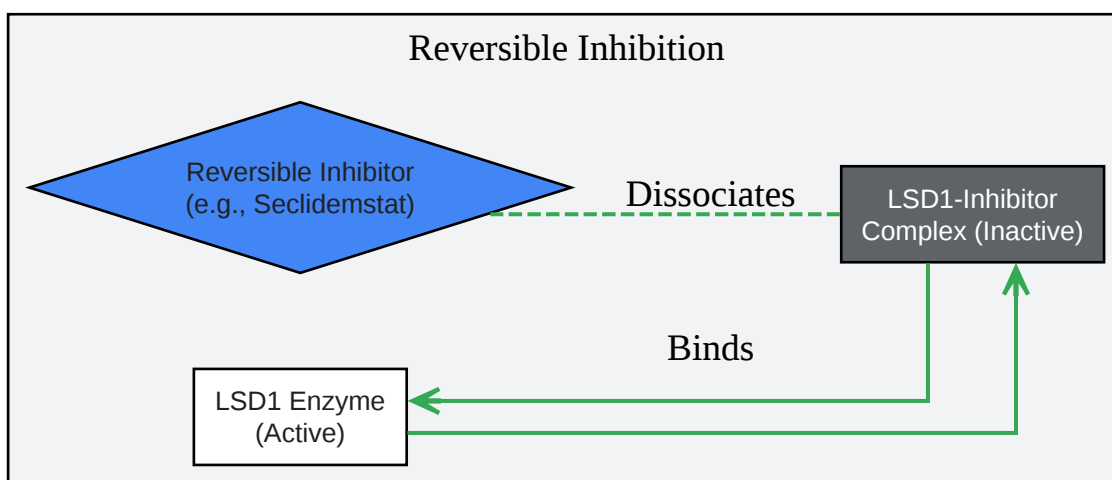 Reversible Inhibition
Reversible Inhibitor
(e.g., Seclidemstat)
Dissociates
LSD1-Inhibitor
Complex (Inactive)
Binds
LSD1 Enzyme
(Active)